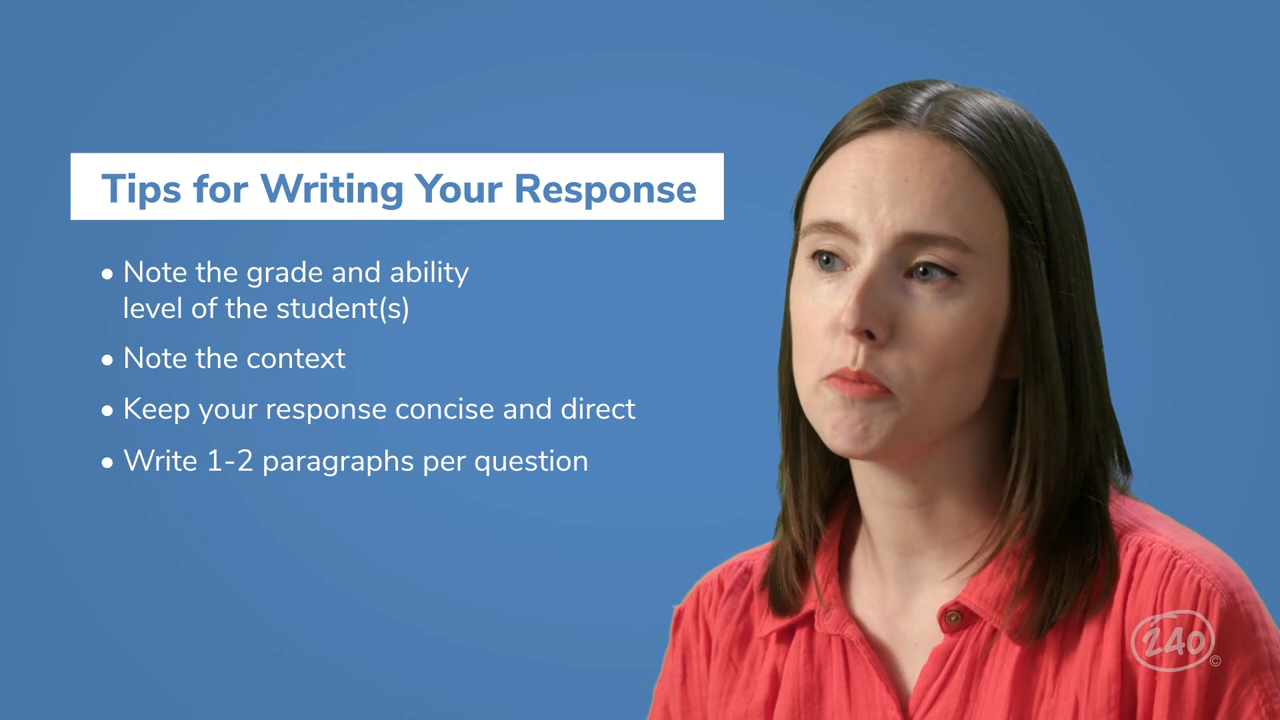 Tips for Writing Your Response
• Note the grade and ability
level of the student(s)
• Note the context
• Keep your response concise and direct
• Write 1-2 paragraphs per question
240
©